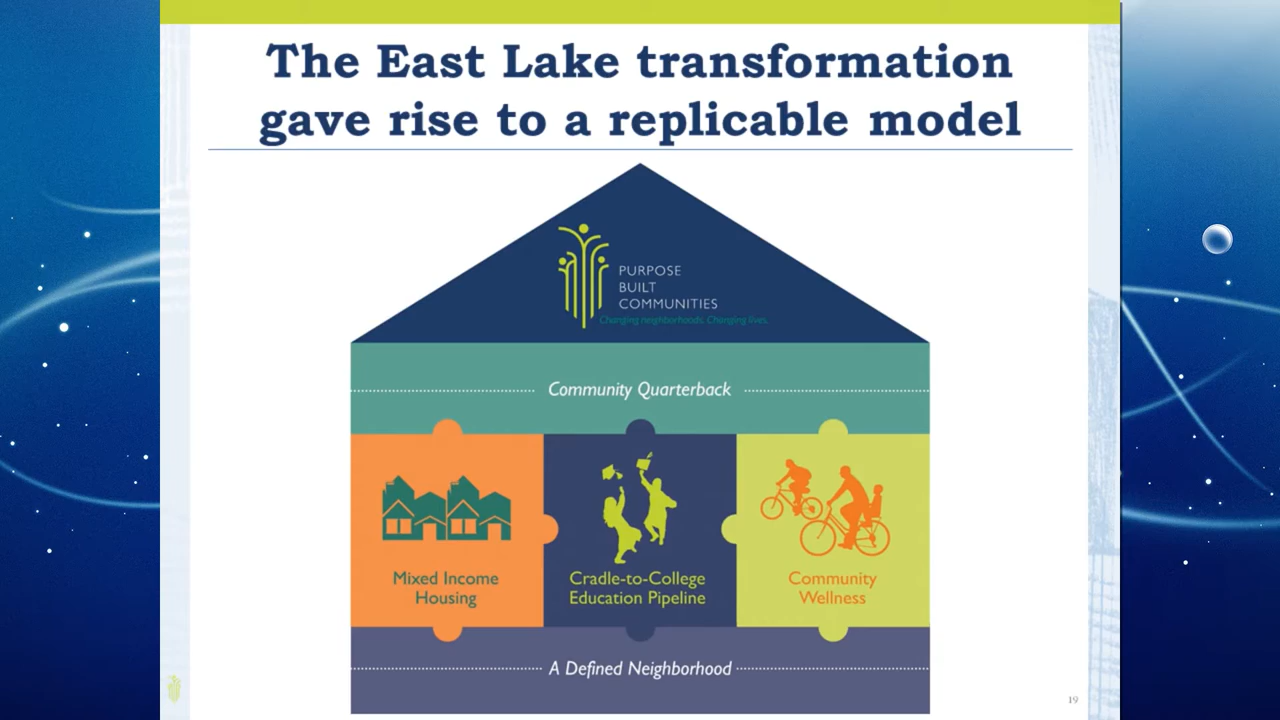 The East Lake transformation
gave rise to a replicable model
PURPOSE
BUILT
COMMUNITIES
Changing neighborhoods. Changing lives.
Community Quarterback
Mixed Income
Housing
Cradle-to-College
Education Pipeline
Community
Wellness
A Defined Neighborhood
19